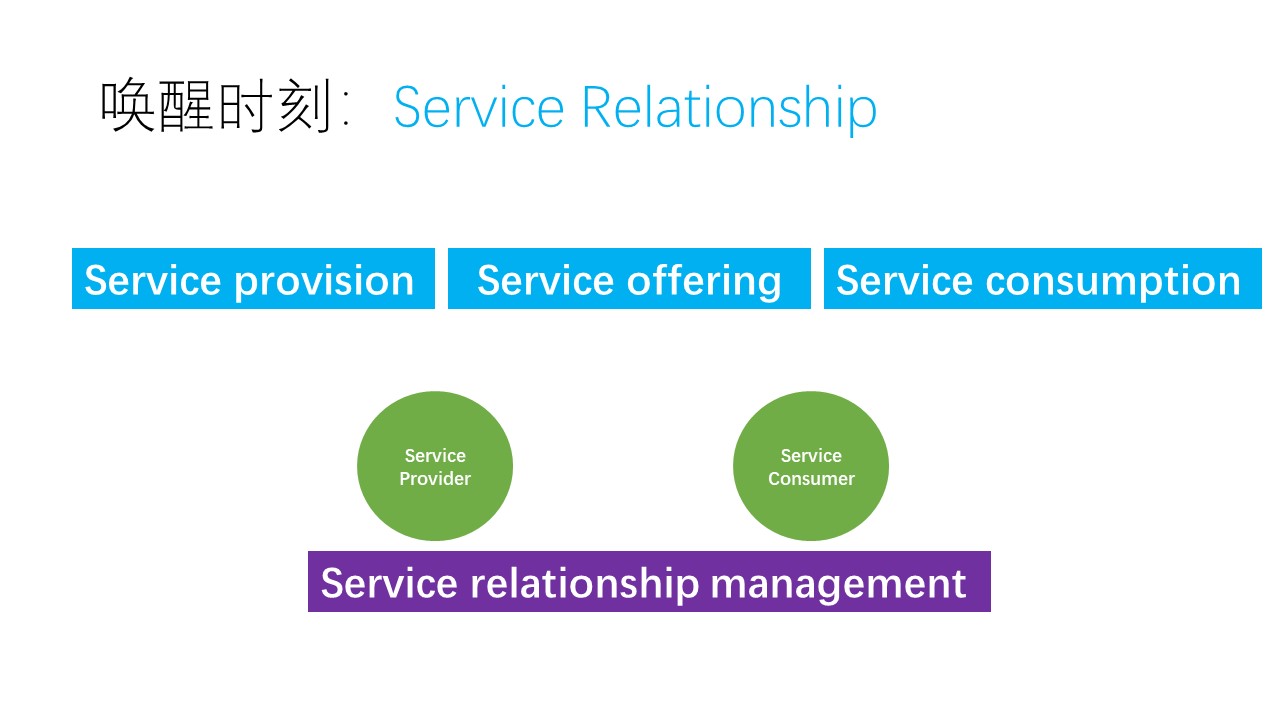 唤醒时刻： Service Relationship
Service provision
Service offering
Service consumption
Service
Provider
Service
Consumer
Service relationship management